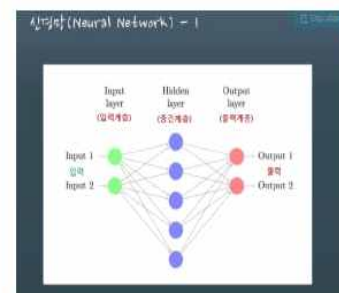 신경망(Neural Network) - 1
Input layer (입력계층)
Hidden layer (중간계층)
Output layer (출력계층)
Input 1
입력
Input 2
Output 1
출력
Output 2